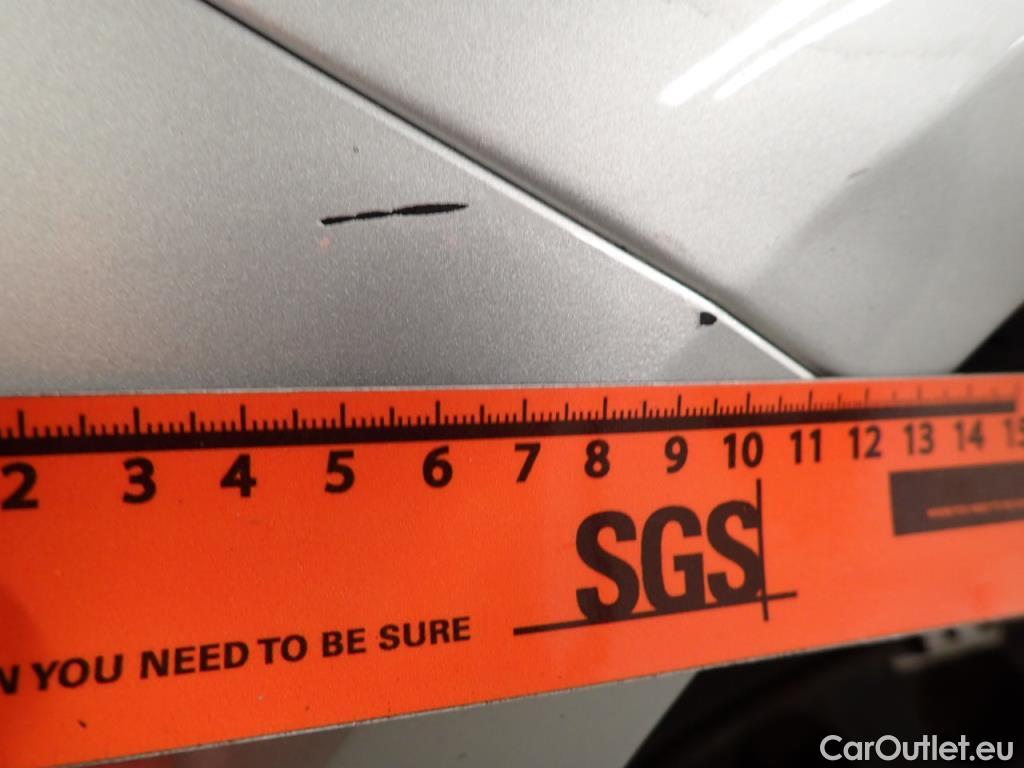 2 3 4 5 6 7 8 9 10 11 12 13 14 15
SGS
YOU NEED TO BE SURE
CarOutlet.eu